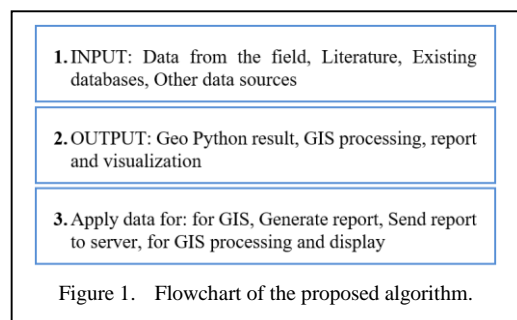 1. INPUT: Data from the field, Literature, Existing
databases, Other data sources
2. OUTPUT: Geo Python result, GIS processing, report
and visualization
3. Apply data for: for GIS, Generate report, Send report
to server, for GIS processing and display
Figure 1. Flowchart of the proposed algorithm.